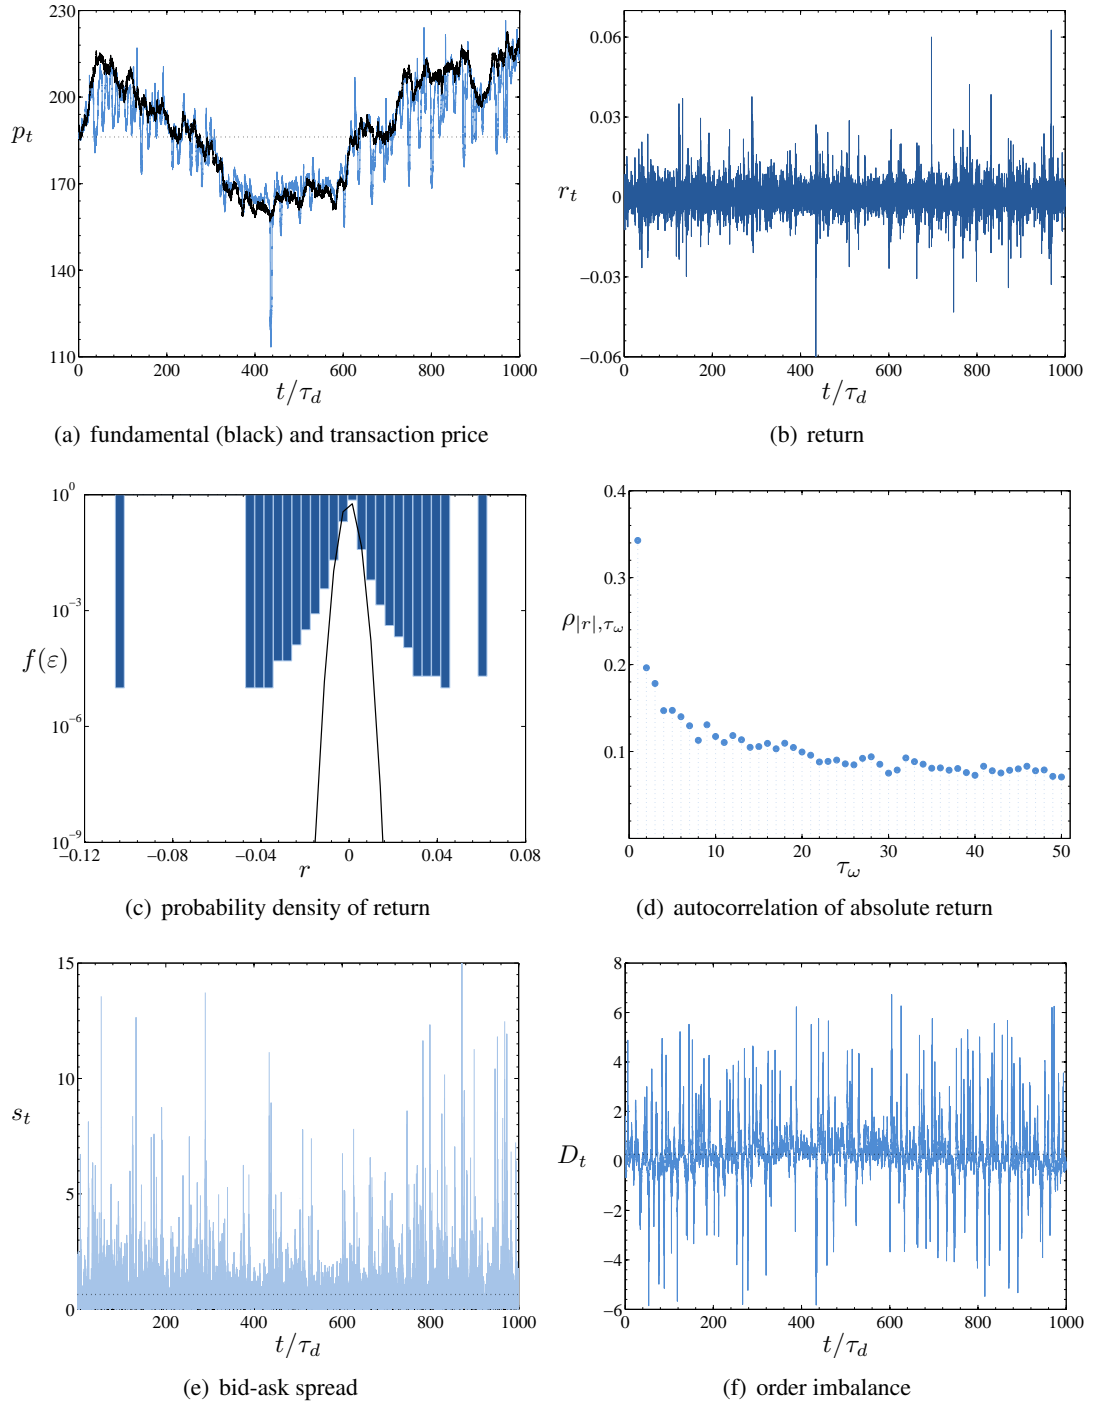 230
200
170
140
110
p_t
0 200 400 600 800 1000
t/τ_d
(a) fundamental (black) and transaction price
0.06
0.03
0
−0.03
−0.06
r_t
0 200 400 600 800 1000
t/τ_d
(b) return
10^0
10^−3
10^−6
10^−9
f(ε)
−0.12 −0.08 −0.04 0 0.04 0.08
r
(c) probability density of return
0.4
0.3
0.2
0.1
ρ_|r|,τ_ω
0 10 20 30 40 50
τ_ω
(d) autocorrelation of absolute return
15
10
5
0
s_t
200 400 600 800 1000
t/τ_d
(e) bid-ask spread
8
6
4
2
0
−2
−4
−6
D_t
0 200 400 600 800 1000
t/τ_d
(f) order imbalance